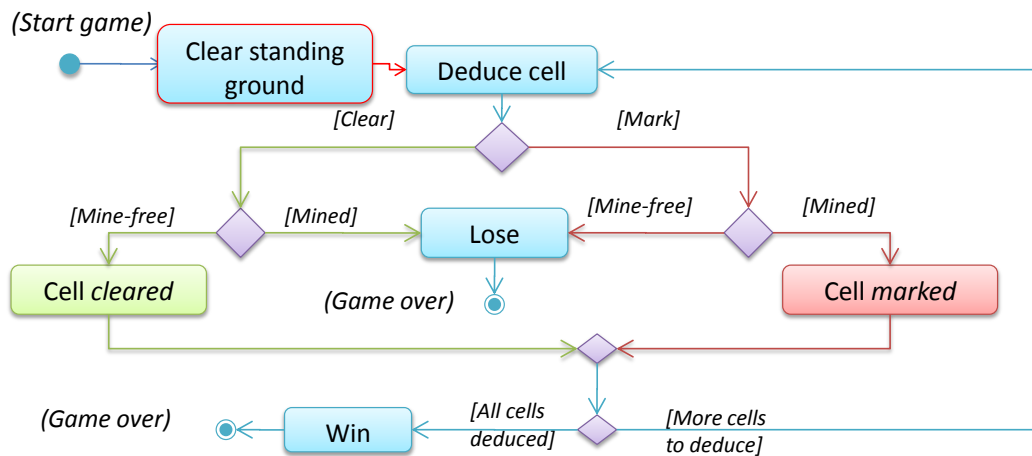 (Start game)
Clear standing
ground
Deduce cell
[Clear]
[Mark]
[Mine-free]
[Mined]
Lose
[Mine-free]
[Mined]
Cell cleared
(Game over)
Cell marked
(Game over)
Win
[All cells
deduced]
[More cells
to deduce]